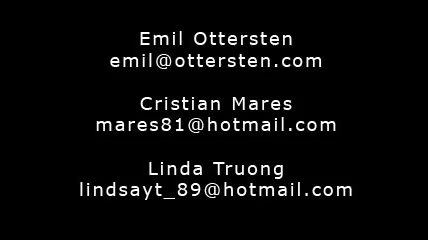 Emil Ottersten
emil@ottersten.com
Cristian Mares
mares81@hotmail.com
Linda Truong
lindsayt_89@hotmail.com